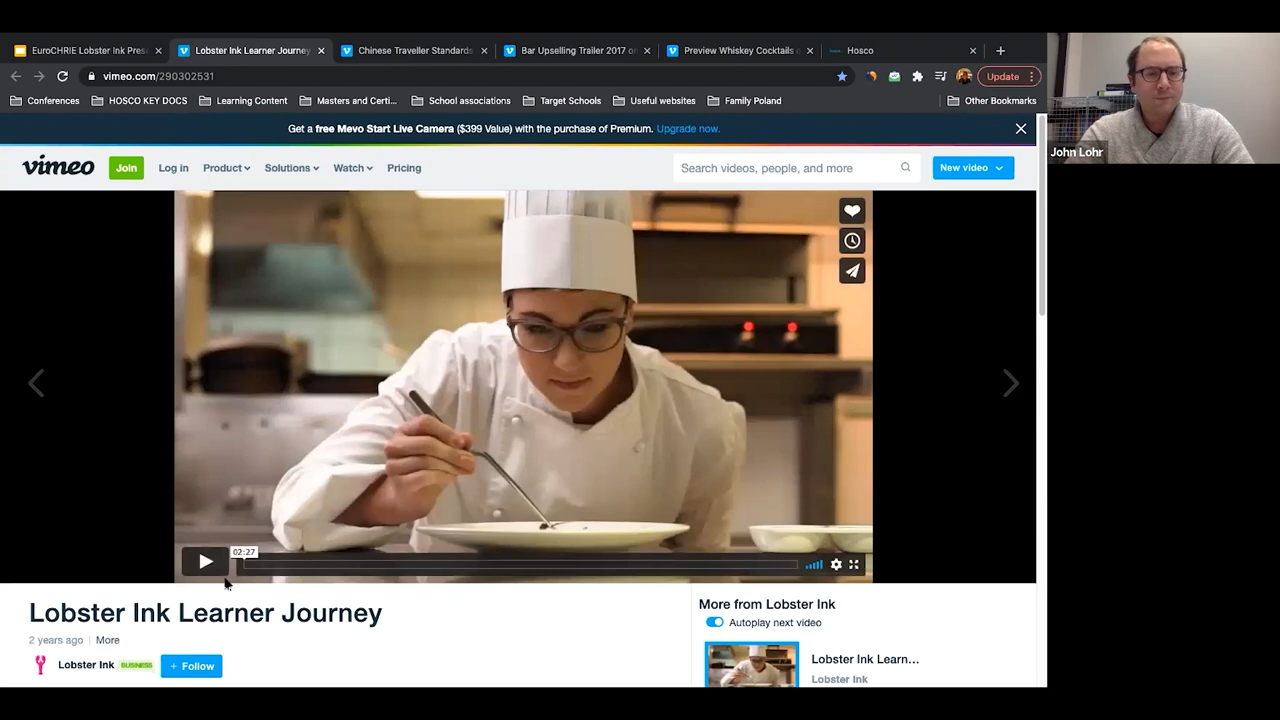 EuroCHRIE Lobster Ink Pres
Lobster Ink Learner Journey
Chinese Traveller Standards
Bar Upselling Trailer 2017 o
Preview Whiskey Cocktails o
Hosco
vimeo.com/290302531
Update
Conferences
HOSCO KEY DOCS
Learning Content
Masters and Certi...
School associations
Target Schools
Useful websites
Family Poland
Other Bookmarks
Get a free Mevo Start Live Camera ($399 Value) with the purchase of Premium. Upgrade now.
vimeo
Join
Log in
Product
Solutions
Watch
Pricing
Search videos, people, and more
New video
John Lohr
02:27
Lobster Ink Learner Journey
2 years ago
More
Lobster Ink
BUSINESS
+ Follow
More from Lobster Ink
Autoplay next video
Lobster Ink Learn...
Lobster Ink